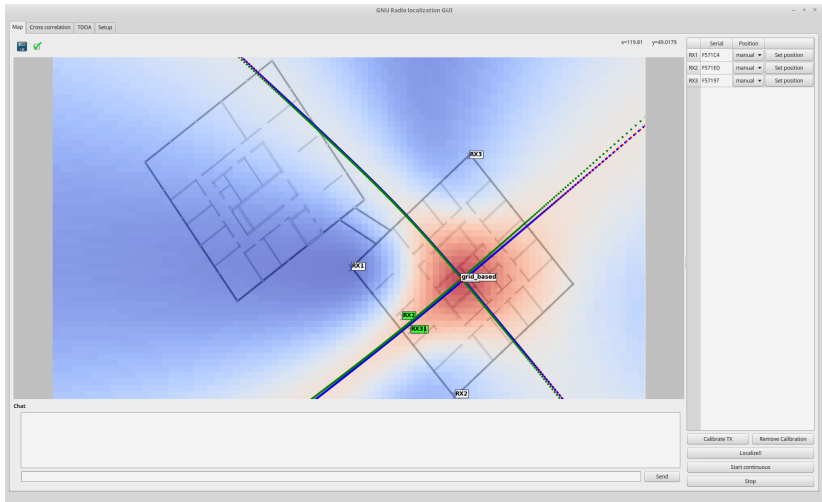 GNU Radio localization GUI
Map Cross correlation TDOA Setup
x=119.81 y=49.0179
Serial Position
RX1 F571C4 manual Set position
RX2 F571ED manual Set position
RX3 F57197 manual Set position
RX3
RX1
grid_based
RX2
RX31
RX2
Chat
Send
Calibrate TX Remove Calibration
Localize!!
Start continuous
Stop